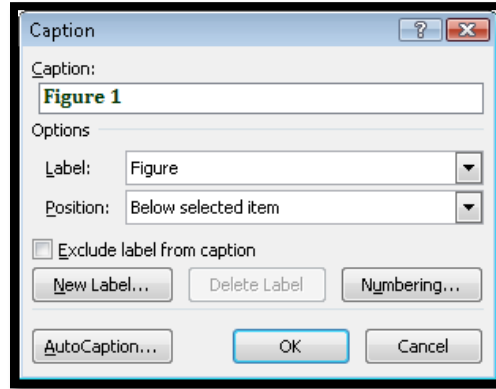 Caption
Caption:
Figure 1
Options
Label: Figure
Position: Below selected item
Exclude label from caption
New Label... Delete Label Numbering...
AutoCaption... OK Cancel